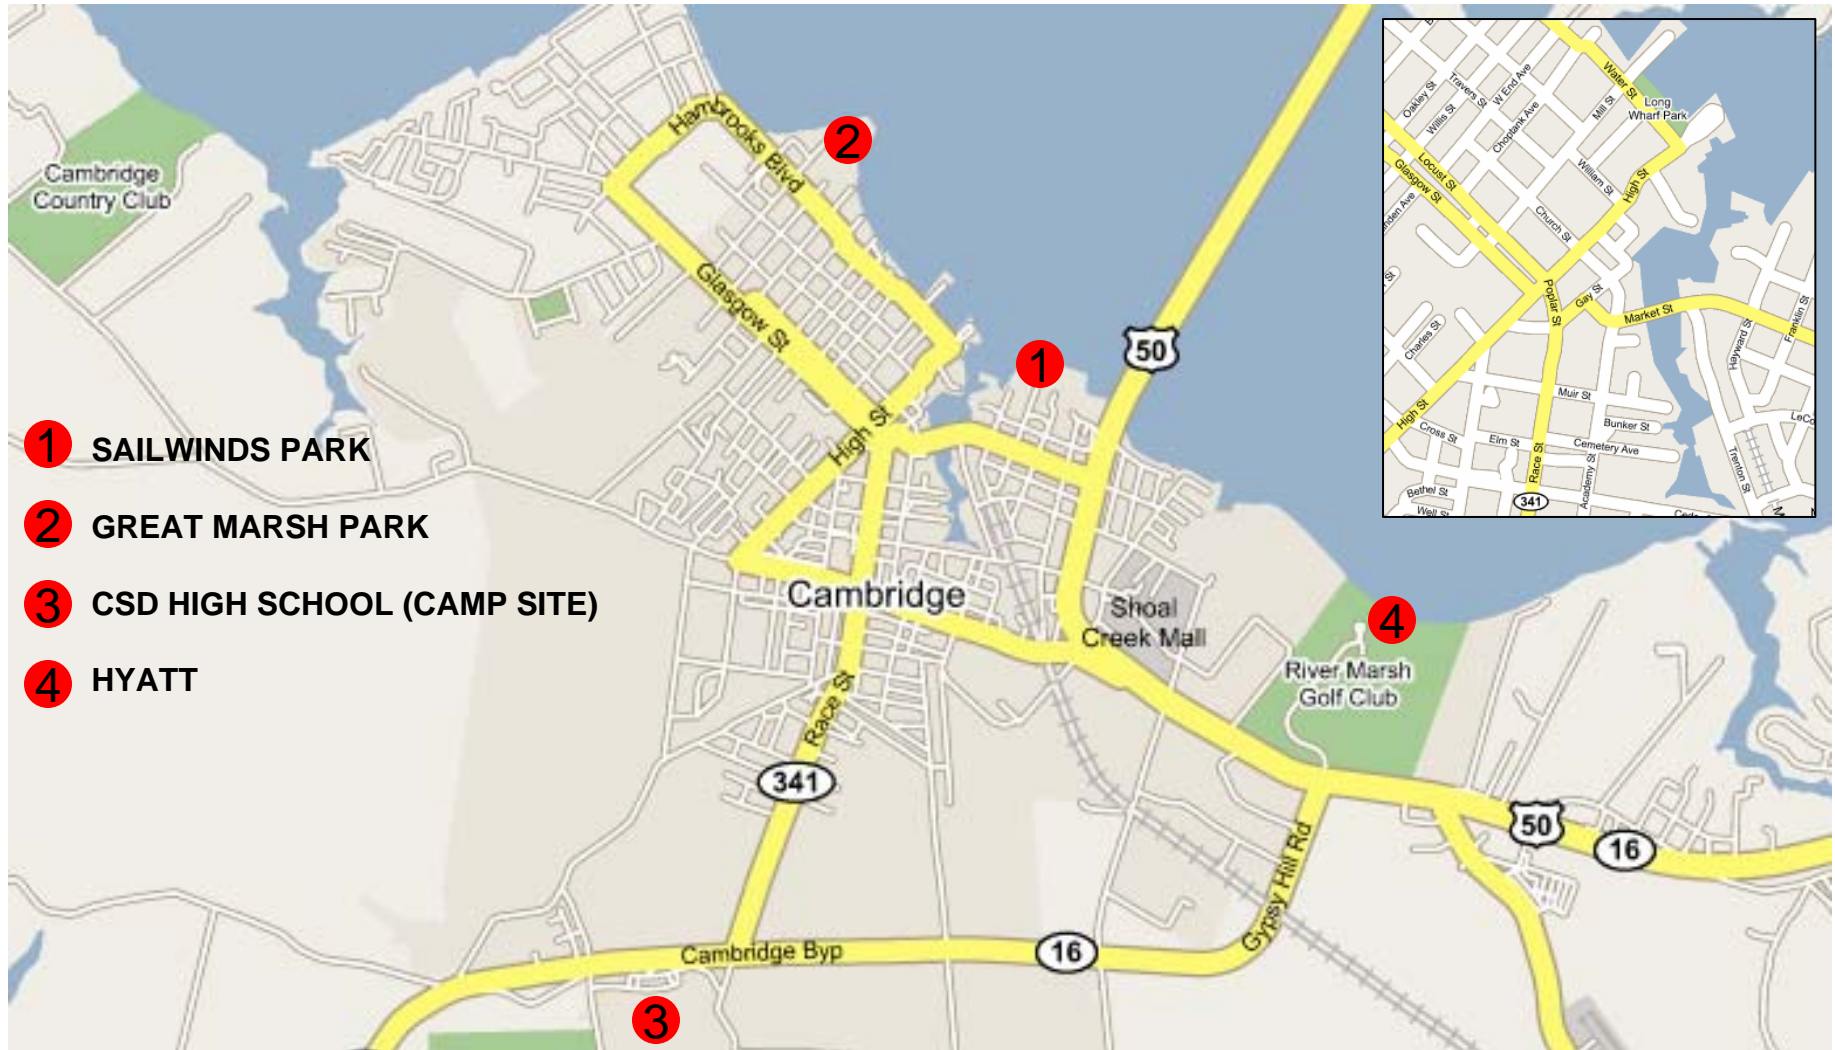 Cambridge
Country Club
Hambrooks Blvd
2
Glasgow St
High St
1
50
1 SAILWINDS PARK
2 GREAT MARSH PARK
3 CSD HIGH SCHOOL (CAMP SITE)
4 HYATT
Cambridge
Shoal
Creek Mall
4
River Marsh
Golf Club
Race St
341
50
16
Gypsy Hill Rd
Cambridge Byp
16
3
Water St
Long
Wharf Park
Oakley St
Travers St
Willis St
W End Ave
Choptank Ave
Mill St
Locust St
Glasgow St
William St
High St
Church St
Poplar St
Gay St
Market St
Charles St
Hayward St
Franklin St
Muir St
High St
Cross St
Elm St
Bunker St
Cemetery Ave
Race St
Academy St
Trenton St
Bethel St
Well St
341